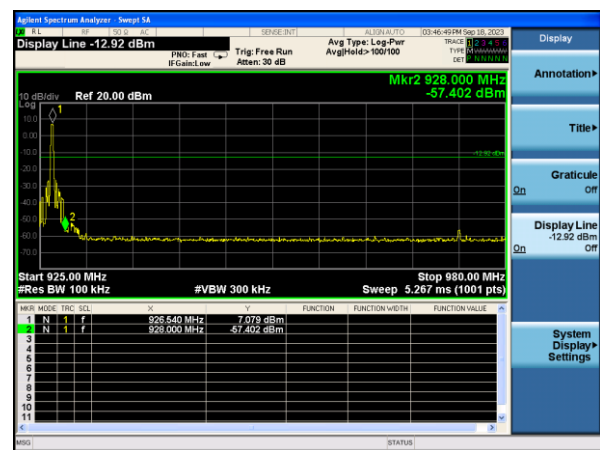 Agilent Spectrum Analyzer - Swept SA
RL RF 50 Ω AC SENSE:INT ALIGN AUTO 03:46:49 PM Sep 18, 2023
Display Line -12.92 dBm
PNO: Fast
IFGain:Low
Trig: Free Run
Atten: 30 dB
Avg Type: Log-Pwr
Avg|Hold:>100/100
TRACE 1 2 3 4 5 6
TYPE
DET P N N N N N
Mkr2 928.000 MHz
-57.402 dBm
10 dB/div Ref 20.00 dBm
Log
10.0
0.00
-10.0
-20.0
-30.0
-40.0
-50.0
-60.0
-70.0
1
2
-12.92 dBm
Start 925.00 MHz Stop 980.00 MHz
#Res BW 100 kHz #VBW 300 kHz Sweep 5.267 ms (1001 pts)
MKR MODE TRC SCL X Y FUNCTION FUNCTION WIDTH FUNCTION VALUE
1 N 1 f 926.540 MHz 7.079 dBm
2 N 1 f 928.000 MHz -57.402 dBm
3
4
5
6
7
8
9
10
11
MSG STATUS
Display
Annotation
Title
Graticule
On Off
Display Line
-12.92 dBm
On Off
System
Display
Settings